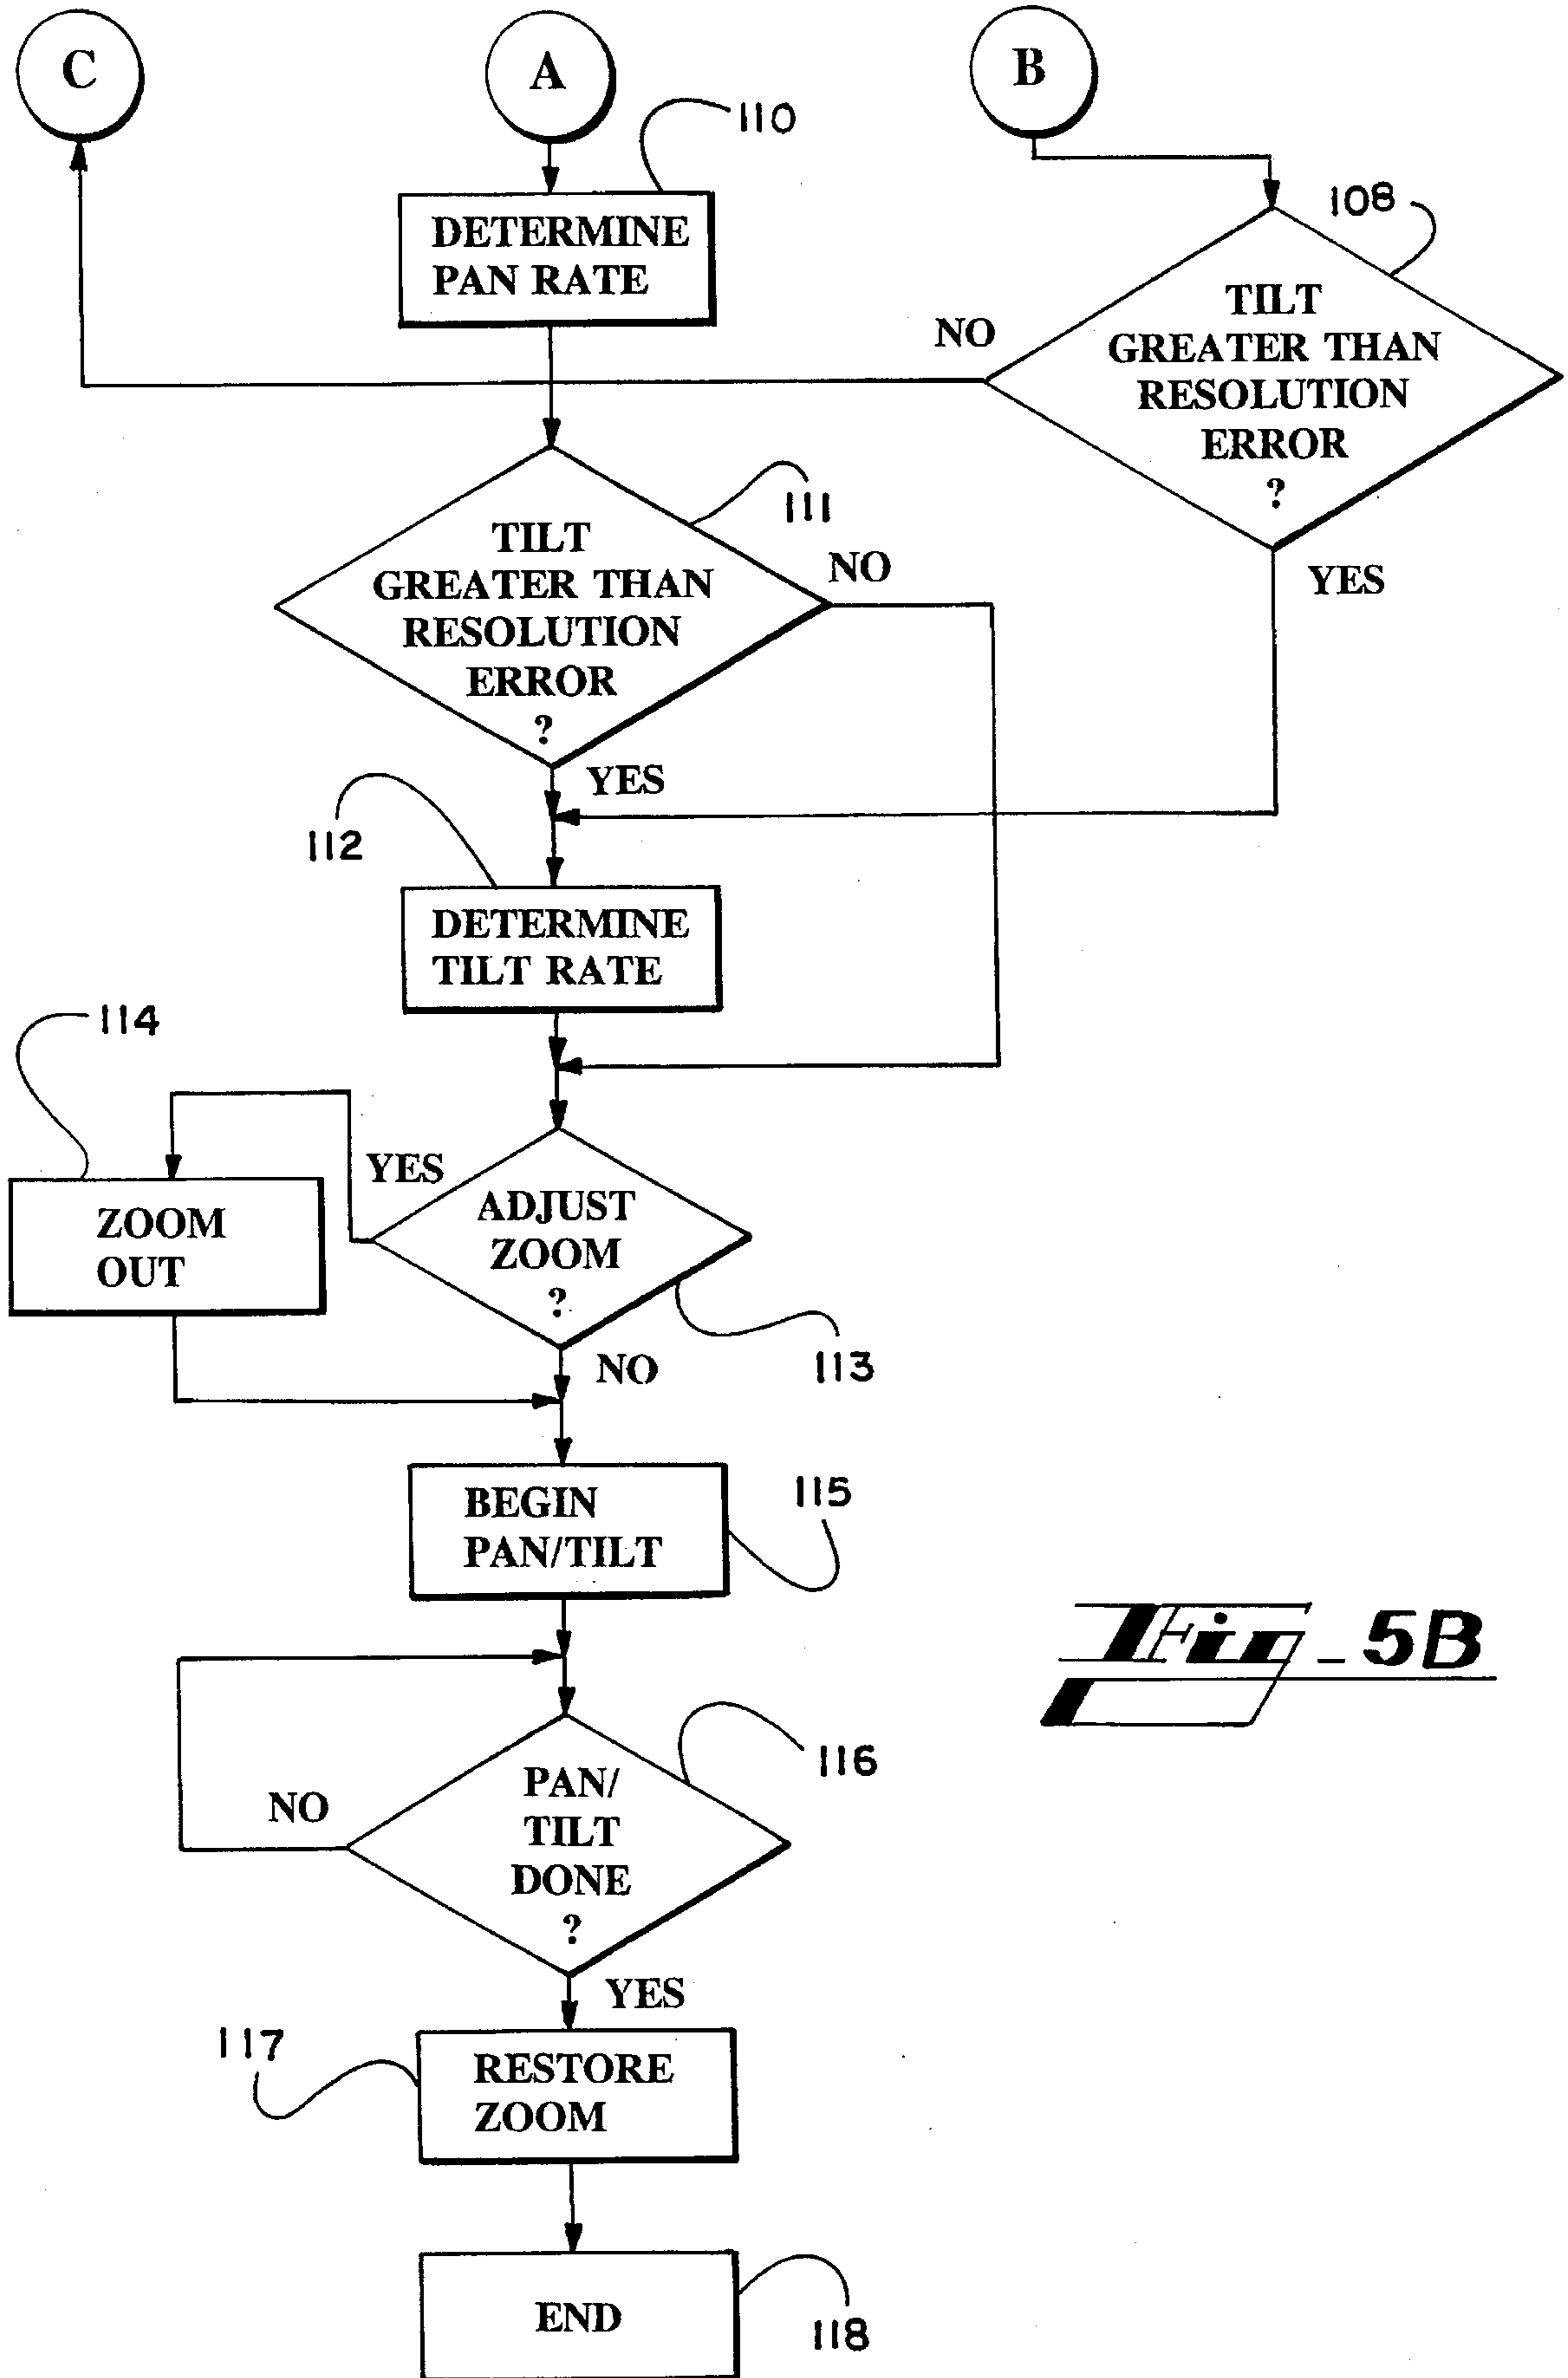 C
A
B
110
DETERMINE
PAN RATE
108
TILT
GREATER THAN
RESOLUTION
ERROR
?
NO
YES
111
TILT
GREATER THAN
RESOLUTION
ERROR
?
NO
YES
112
DETERMINE
TILT RATE
114
ZOOM
OUT
YES
ADJUST
ZOOM
?
113
NO
BEGIN
PAN/TILT
115
116
PAN/
TILT
DONE
?
NO
YES
117
RESTORE
ZOOM
END
118
Fig_5B